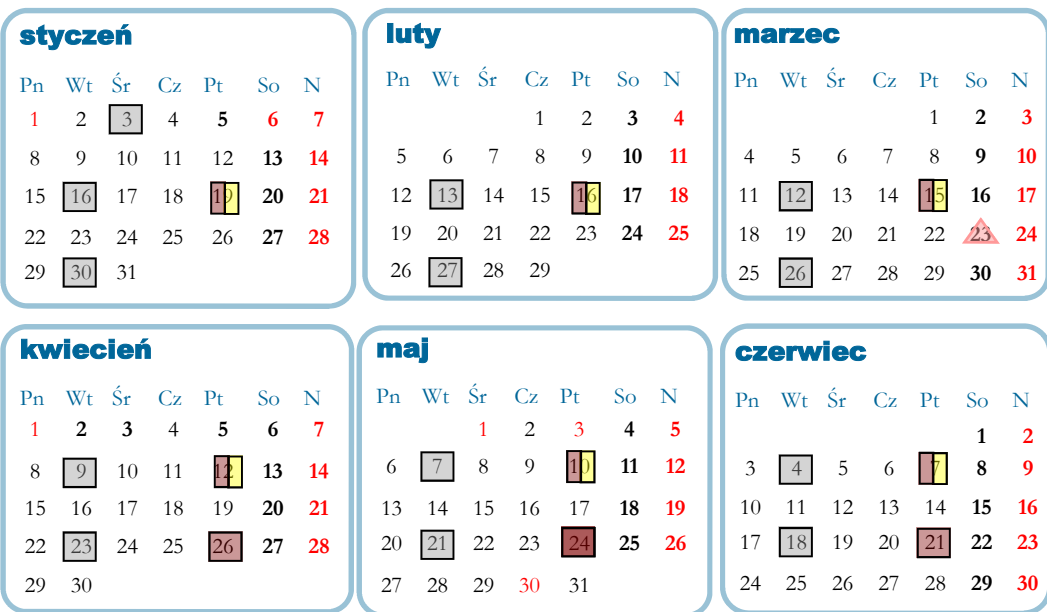 styczeń
Pn Wt Śr Cz Pt So N
1 2 3 4 5 6 7
8 9 10 11 12 13 14
15 16 17 18 19 20 21
22 23 24 25 26 27 28
29 30 31
luty
Pn Wt Śr Cz Pt So N
1 2 3 4
5 6 7 8 9 10 11
12 13 14 15 16 17 18
19 20 21 22 23 24 25
26 27 28 29
marzec
Pn Wt Śr Cz Pt So N
1 2 3
4 5 6 7 8 9 10
11 12 13 14 15 16 17
18 19 20 21 22 23 24
25 26 27 28 29 30 31
kwiecień
Pn Wt Śr Cz Pt So N
1 2 3 4 5 6 7
8 9 10 11 12 13 14
15 16 17 18 19 20 21
22 23 24 25 26 27 28
29 30
maj
Pn Wt Śr Cz Pt So N
1 2 3 4 5
6 7 8 9 10 11 12
13 14 15 16 17 18 19
20 21 22 23 24 25 26
27 28 29 30 31
czerwiec
Pn Wt Śr Cz Pt So N
1 2
3 4 5 6 7 8 9
10 11 12 13 14 15 16
17 18 19 20 21 22 23
24 25 26 27 28 29 30